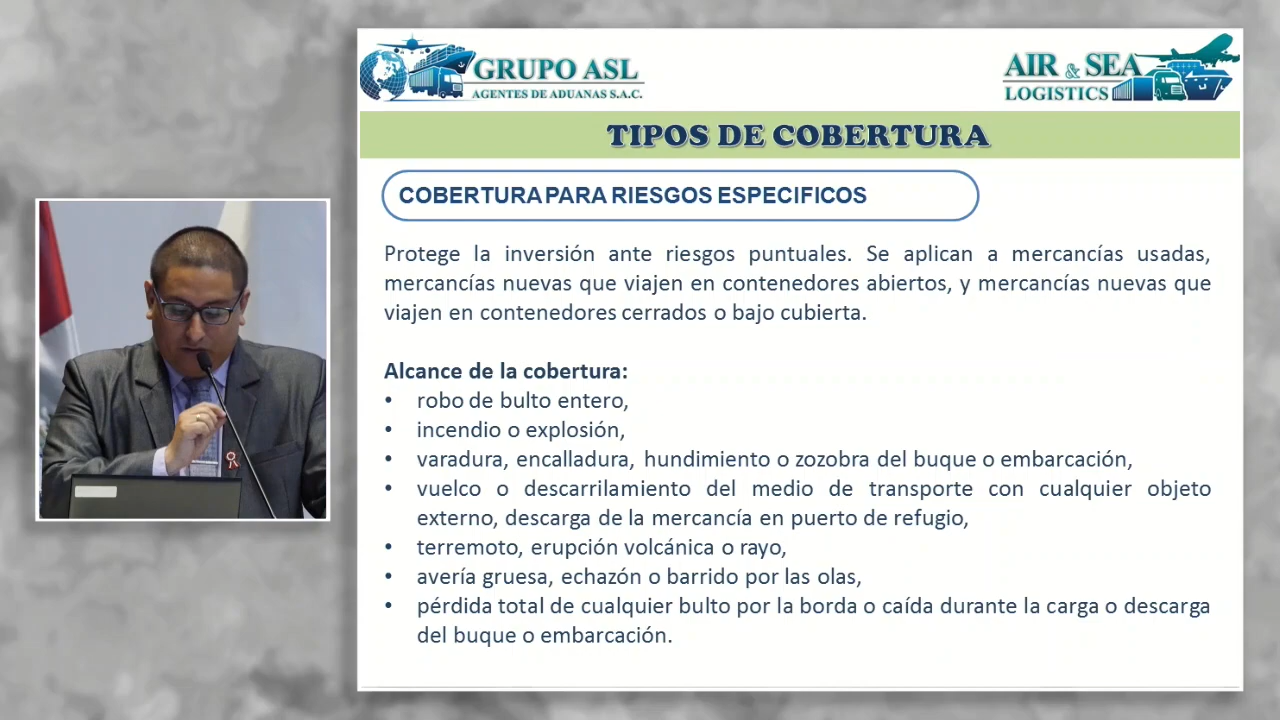 GRUPO ASL
AGENTES DE ADUANAS S.A.C.
AIR & SEA
LOGISTICS
TIPOS DE COBERTURA
COBERTURA PARA RIESGOS ESPECIFICOS
Protege la inversión ante riesgos puntuales. Se aplican a mercancías usadas,
mercancías nuevas que viajen en contenedores abiertos, y mercancías nuevas que
viajen en contenedores cerrados o bajo cubierta.
Alcance de la cobertura:
• robo de bulto entero,
• incendio o explosión,
• varadura, encalladura, hundimiento o zozobra del buque o embarcación,
• vuelco o descarrilamiento del medio de transporte con cualquier objeto
externo, descarga de la mercancía en puerto de refugio,
• terremoto, erupción volcánica o rayo,
• avería gruesa, echazón o barrido por las olas,
• pérdida total de cualquier bulto por la borda o caída durante la carga o descarga
del buque o embarcación.